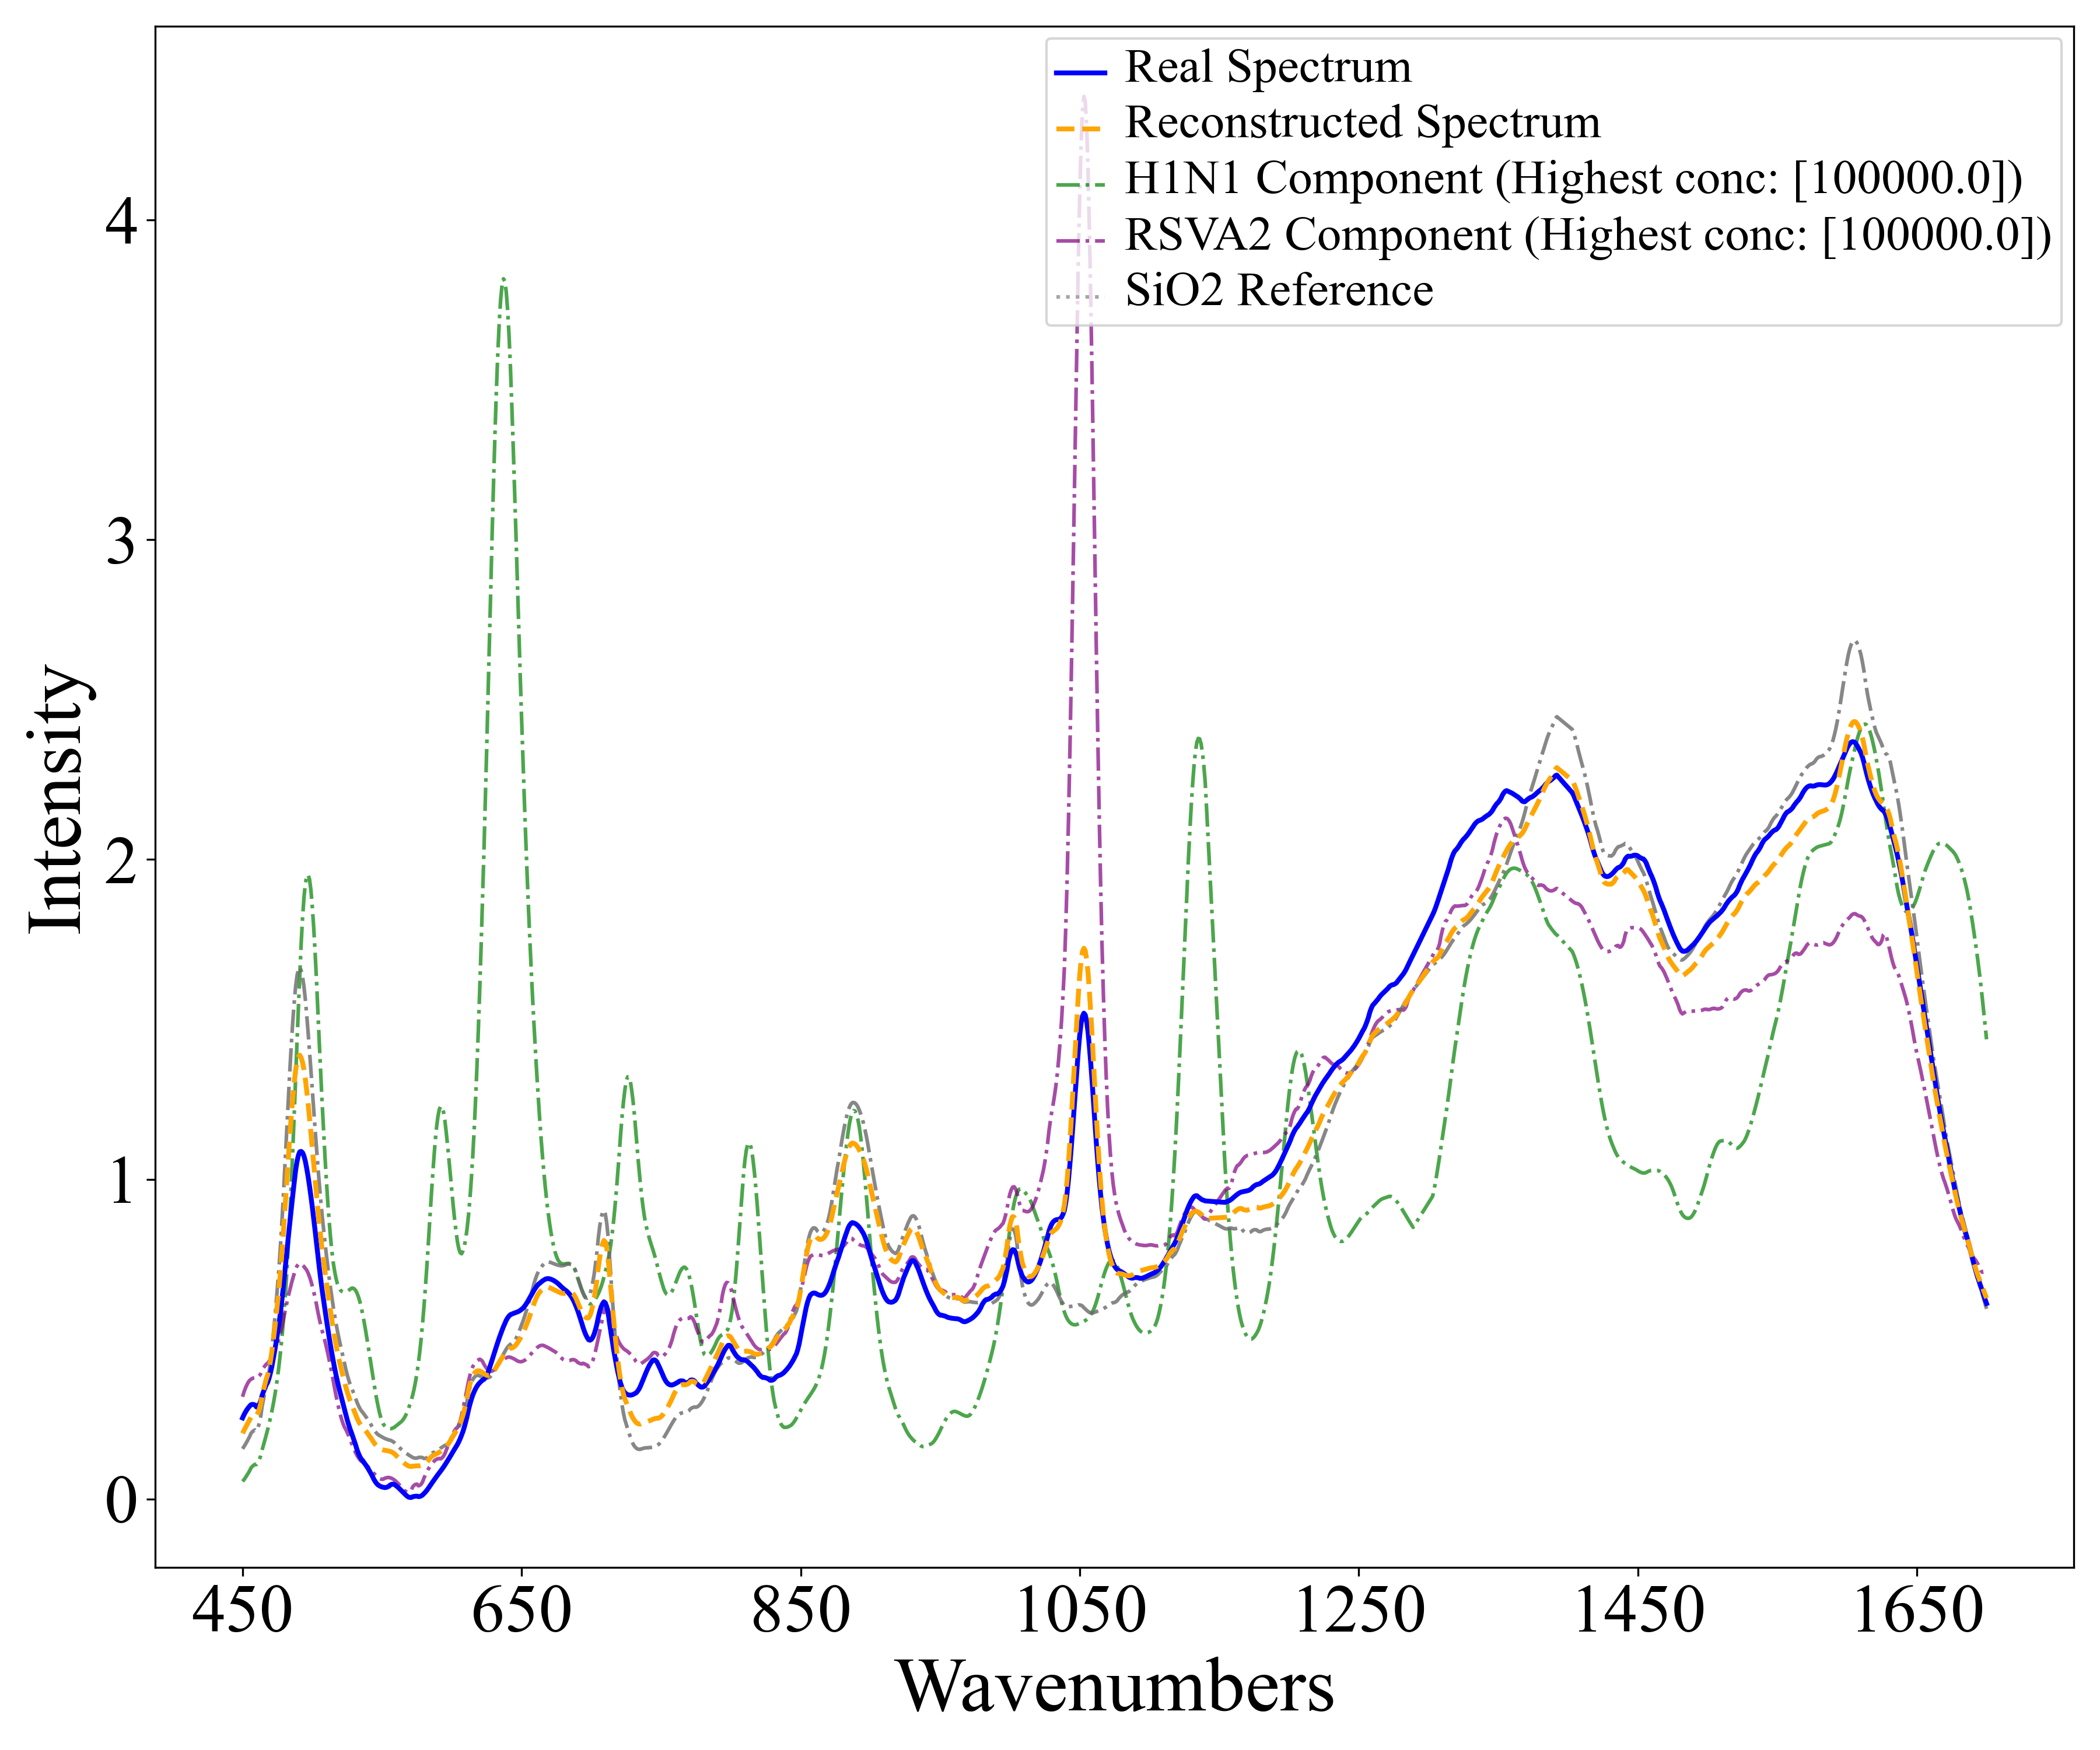 Real Spectrum
Reconstructed Spectrum
H1N1 Component (Highest conc: [100000.0])
RSVA2 Component (Highest conc: [100000.0])
SiO2 Reference
4
3
2
1
0
Intensity
450 650 850 1050 1250 1450 1650
Wavenumbers